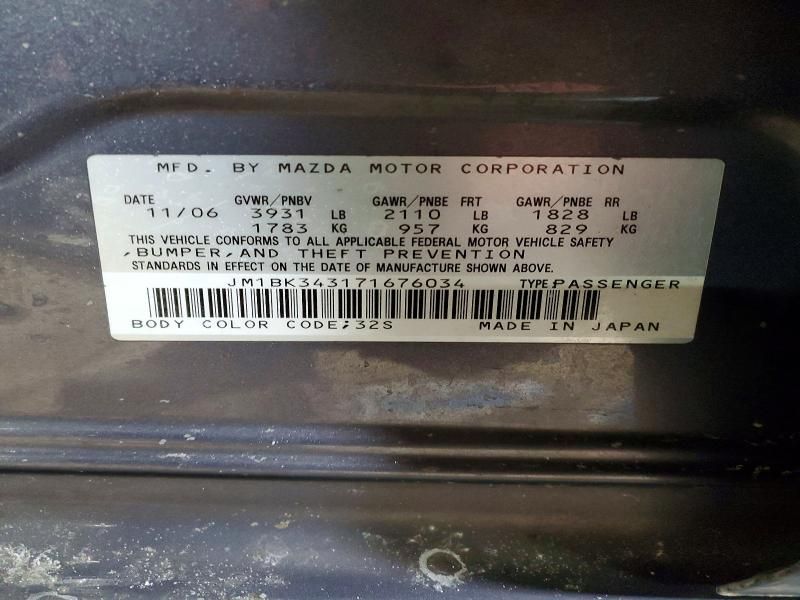 MFD. BY MAZDA MOTOR CORPORATION
DATE GVWR/PNBV GAWR/PNBE FRT GAWR/PNBE RR
11/06 3931 LB 2110 LB 1828 LB
1783 KG 957 KG 829 KG
THIS VEHICLE CONFORMS TO ALL APPLICABLE FEDERAL MOTOR VEHICLE SAFETY
,BUMPER,AND THEFT PREVENTION
STANDARDS IN EFFECT ON THE DATE OF MANUFACTURE SHOWN ABOVE.
JM1BK343171676034 TYPE:PASSENGER
BODY COLOR CODE;32S MADE IN JAPAN